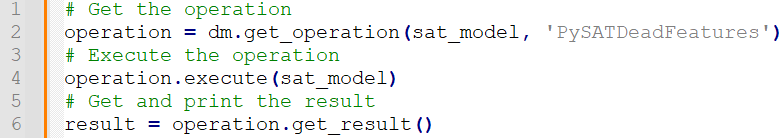 1 # Get the operation
2 operation = dm.get_operation(sat_model, 'PySATDeadFeatures')
3 # Execute the operation
4 operation.execute(sat_model)
5 # Get and print the result
6 result = operation.get_result()